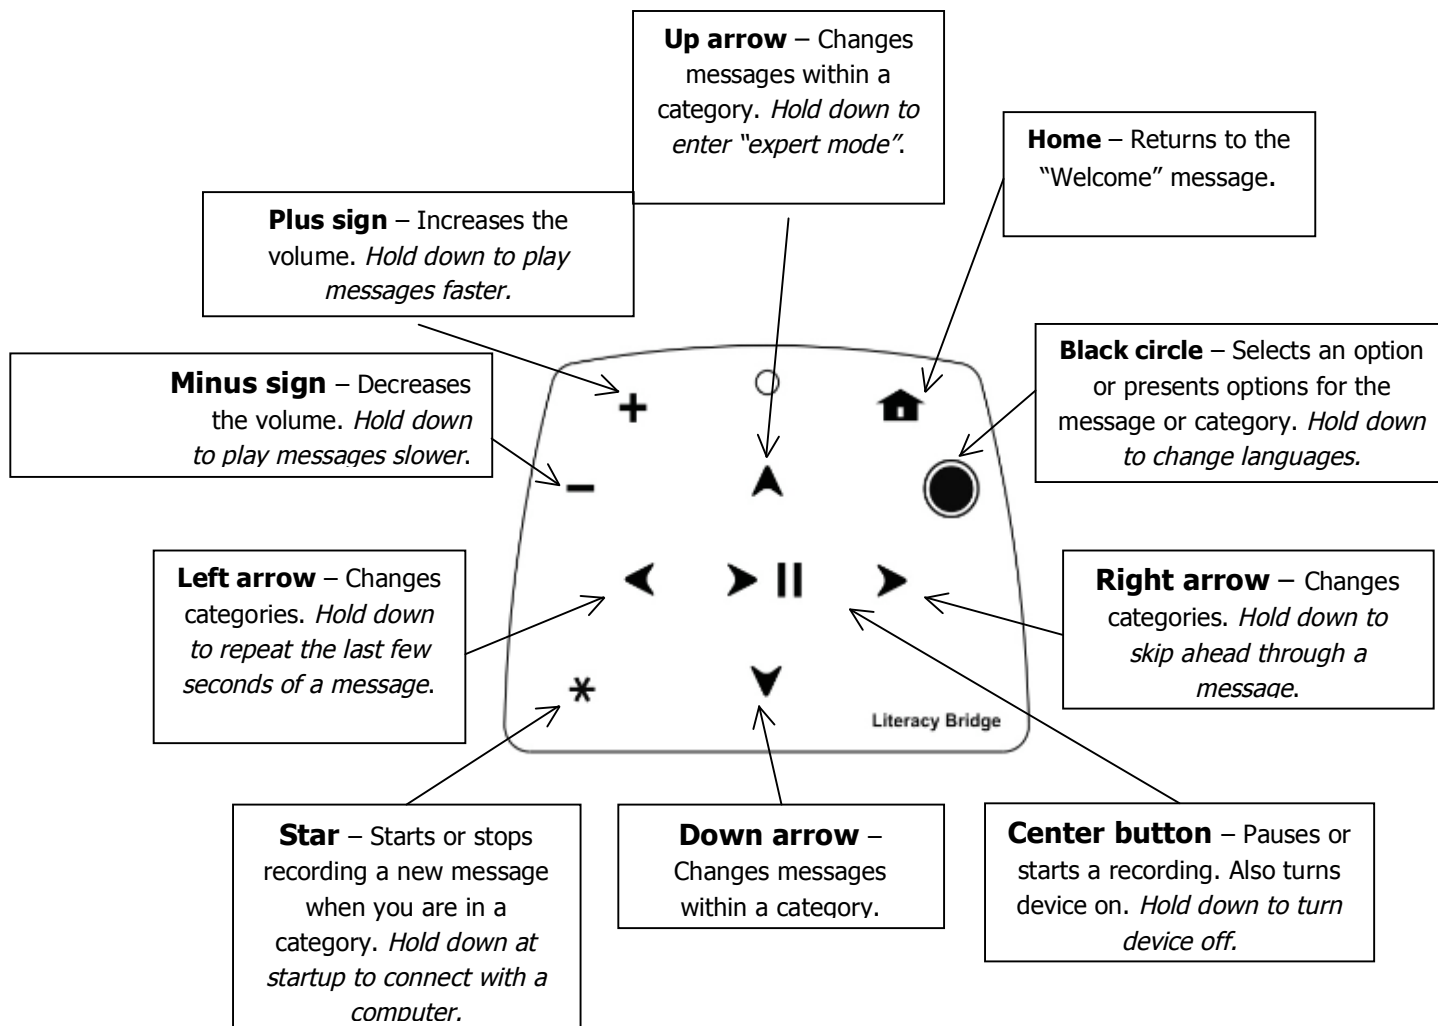 Up arrow – Changes
messages within a
category. Hold down to
enter “expert mode”.
Home – Returns to the
“Welcome” message.
Plus sign – Increases the
volume. Hold down to play
messages faster.
Black circle – Selects an option
or presents options for the
message or category. Hold down
to change languages.
Minus sign – Decreases
the volume. Hold down
to play messages slower.
Left arrow – Changes
categories. Hold down
to repeat the last few
seconds of a message.
Right arrow – Changes
categories. Hold down to
skip ahead through a
message.
Literacy Bridge
Star – Starts or stops
recording a new message
when you are in a
category. Hold down at
startup to connect with a
computer.
Down arrow –
Changes messages
within a category.
Center button – Pauses or
starts a recording. Also turns
device on. Hold down to turn
device off.